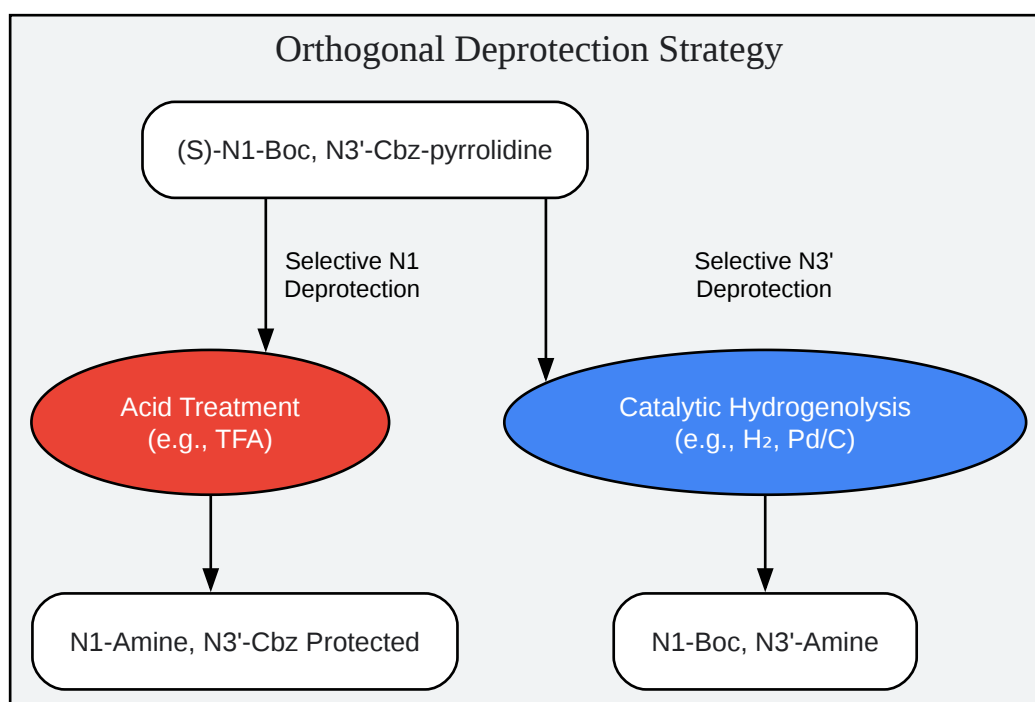 Orthogonal Deprotection Strategy
(S)-N1-Boc, N3'-Cbz-pyrrolidine
Selective N1
Deprotection
Selective N3'
Deprotection
Acid Treatment
(e.g., TFA)
Catalytic Hydrogenolysis
(e.g., H₂, Pd/C)
N1-Amine, N3'-Cbz Protected
N1-Boc, N3'-Amine